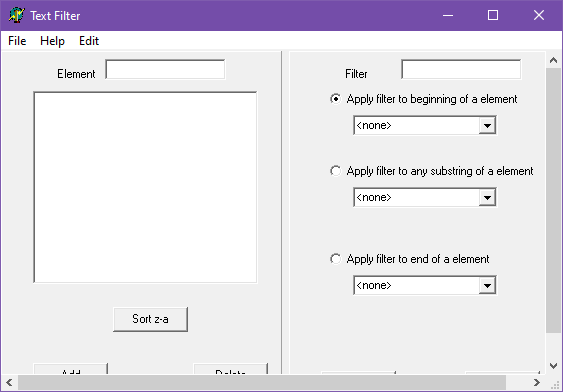 Text Filter
File Help Edit
Element
Sort z-a
Add Delete
Filter
Apply filter to beginning of a element
<none>
Apply filter to any substring of a element
<none>
Apply filter to end of a element
<none>